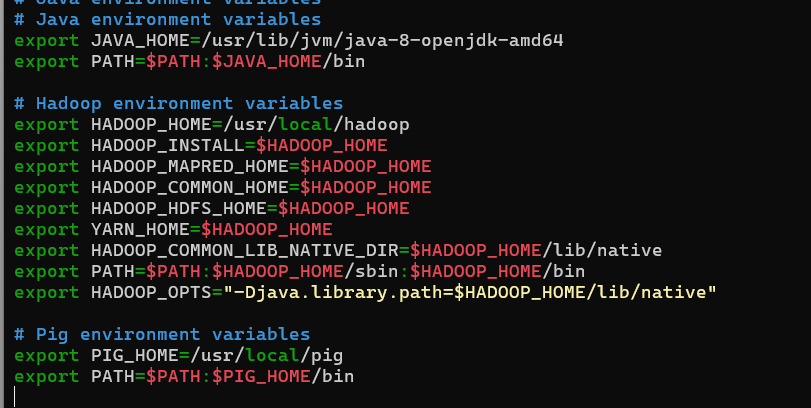 # Java environment variables
# Java environment variables
export JAVA_HOME=/usr/lib/jvm/java-8-openjdk-amd64
export PATH=$PATH:$JAVA_HOME/bin
# Hadoop environment variables
export HADOOP_HOME=/usr/local/hadoop
export HADOOP_INSTALL=$HADOOP_HOME
export HADOOP_MAPRED_HOME=$HADOOP_HOME
export HADOOP_COMMON_HOME=$HADOOP_HOME
export HADOOP_HDFS_HOME=$HADOOP_HOME
export YARN_HOME=$HADOOP_HOME
export HADOOP_COMMON_LIB_NATIVE_DIR=$HADOOP_HOME/lib/native
export PATH=$PATH:$HADOOP_HOME/sbin:$HADOOP_HOME/bin
export HADOOP_OPTS="-Djava.library.path=$HADOOP_HOME/lib/native"
# Pig environment variables
export PIG_HOME=/usr/local/pig
export PATH=$PATH:$PIG_HOME/bin